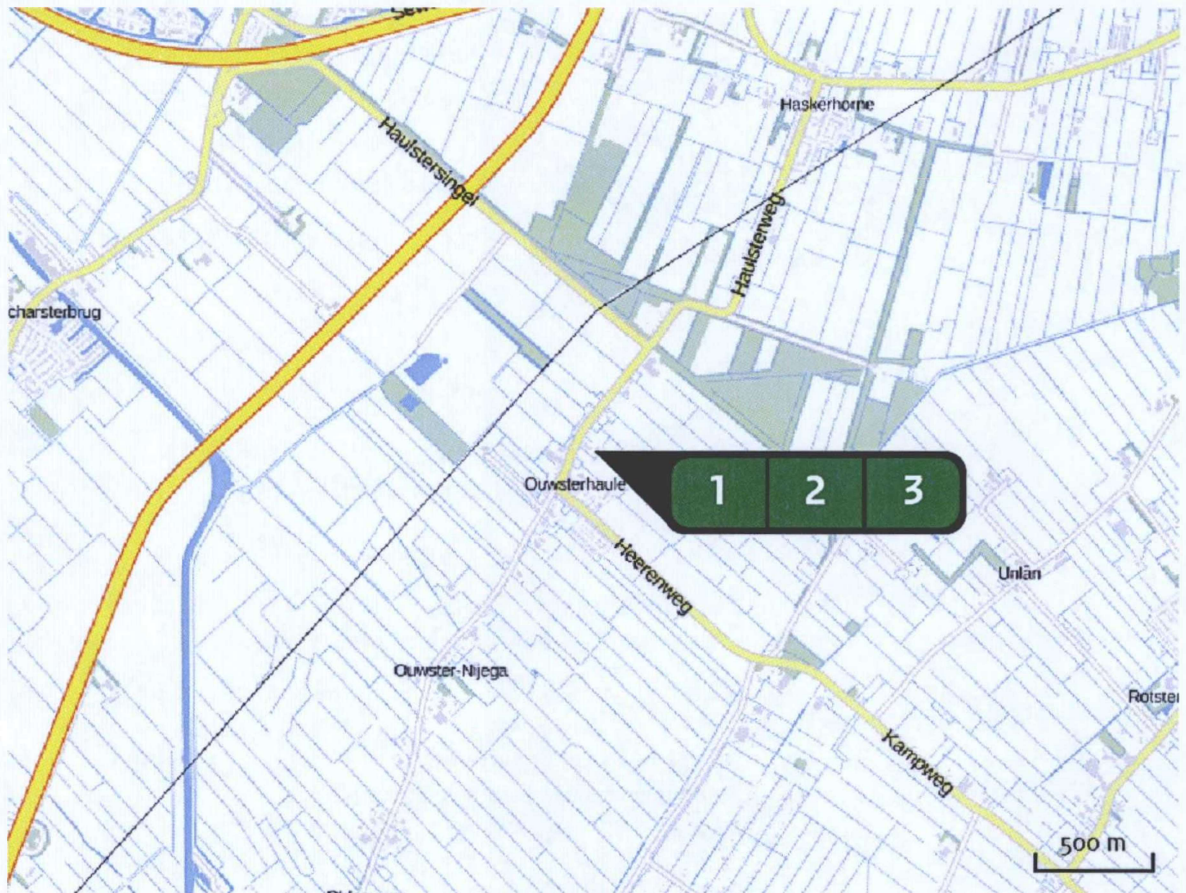 Haskerhorne
Haulstersingel
Haulsterweg
charsterbrug
Ouwsterhaule
1 2 3
Heerenweg
Unlân
Ouwster-Nijega
Rotster
Kampweg
500 m